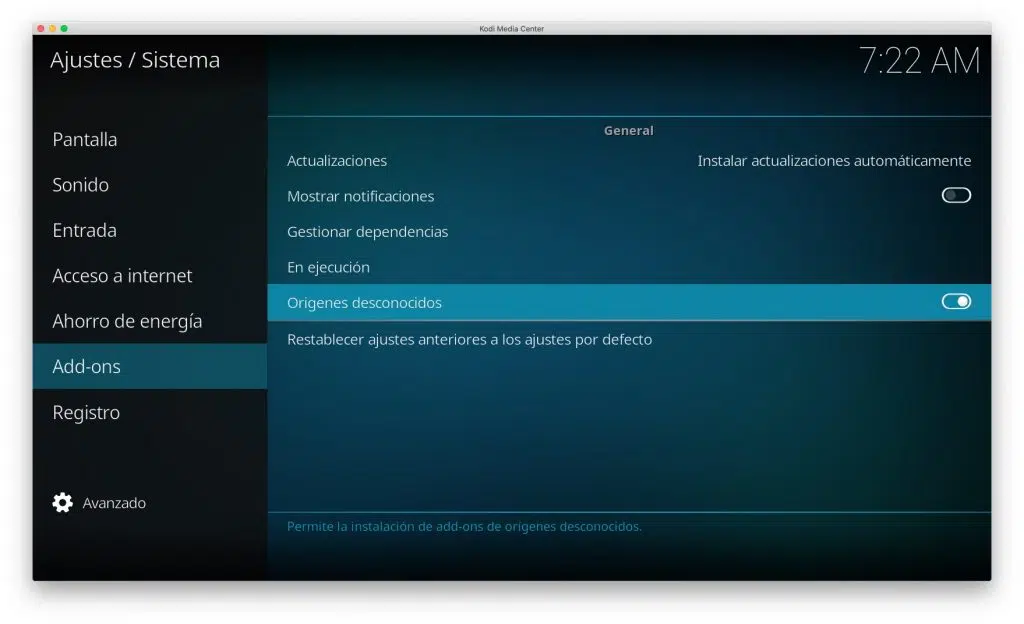 Kodi Media Center
Ajustes / Sistema
7:22 AM
Pantalla
Sonido
Entrada
Acceso a internet
Ahorro de energía
Add-ons
Registro
Avanzado
General
Actualizaciones Instalar actualizaciones automáticamente
Mostrar notificaciones
Gestionar dependencias
En ejecución
Orígenes desconocidos
Restablecer ajustes anteriores a los ajustes por defecto
Permite la instalación de add-ons de orígenes desconocidos.